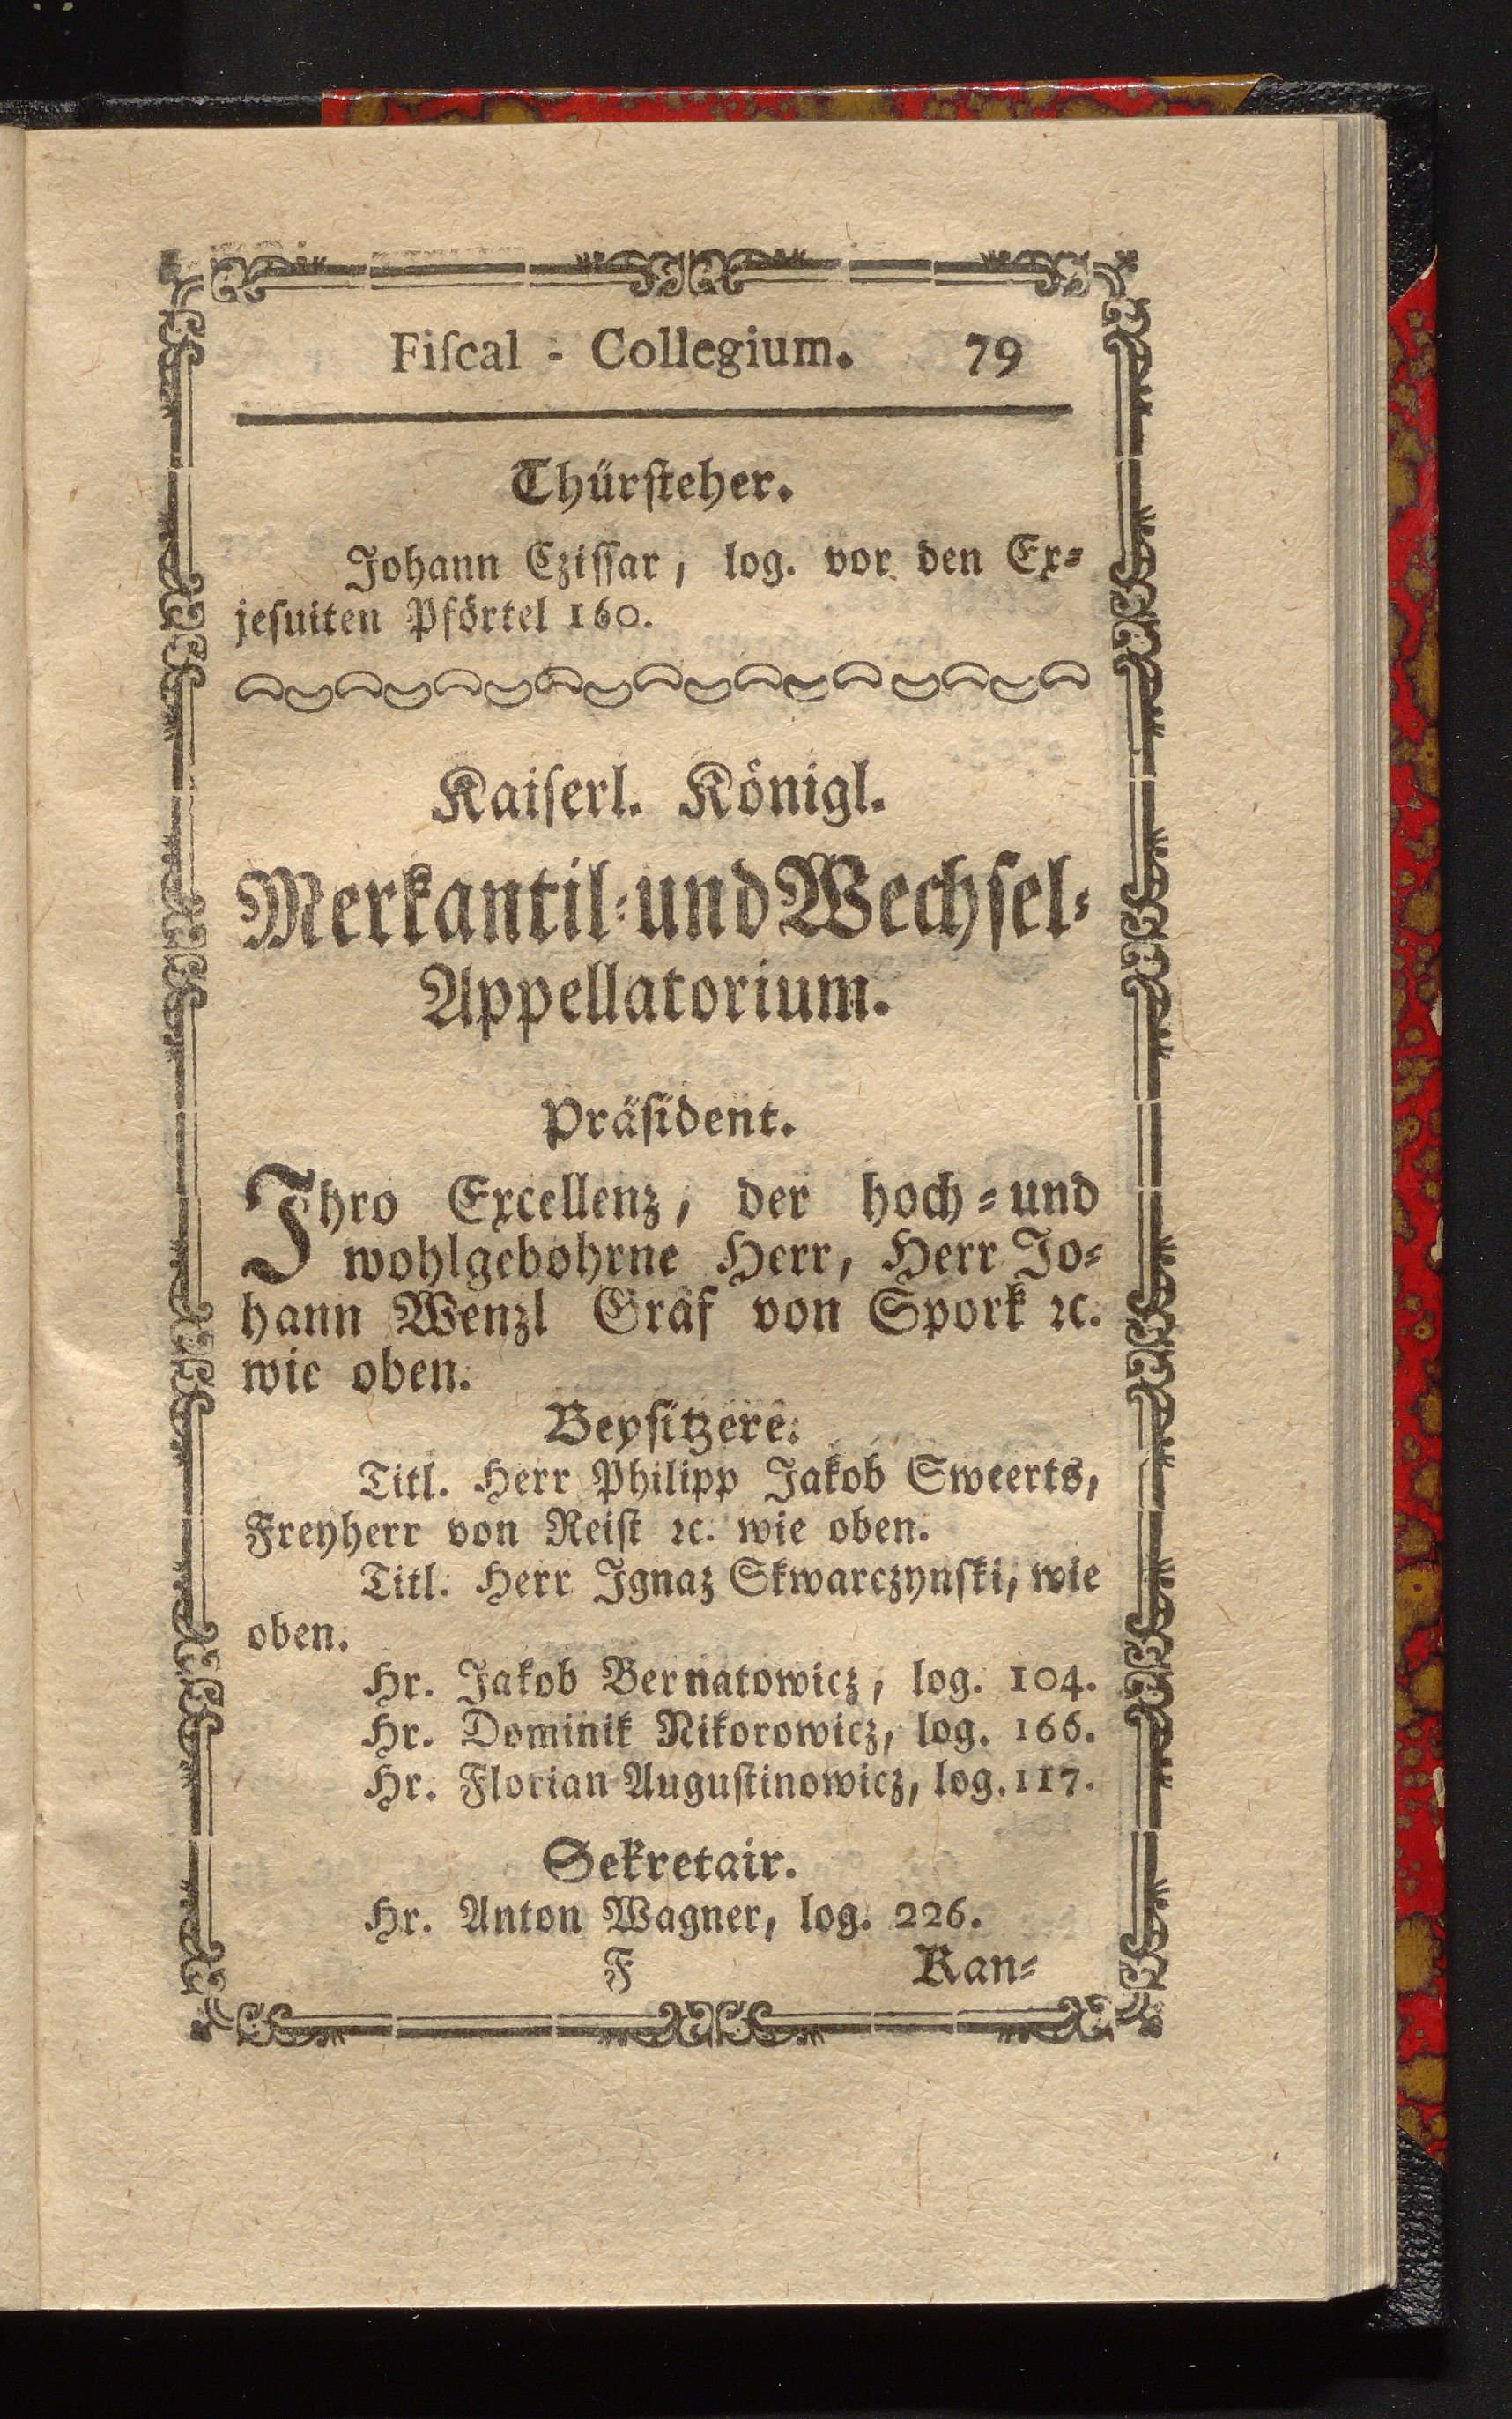 Fiſcal - Collegium. 79
Thürſteher.
Johann Cziſſar, log. vor den Ex⸗
jeſuiten Pförtel 160.
Kaiſerl. Königl.
Merkantil⸗und Wechſel⸗
Appellatorium.
Präſident.
Ihro Excellenz, der hoch⸗und
wohlgebohrne Herr, Herr Jo⸗
hann Wenzl Graf von Spork ꝛc.
wie oben.
Beyſitzere.
Titl. Herr Philipp Jakob Sweerts,
Freyherr von Reiſt ꝛc. wie oben.
Titl. Herr Ignaz Skwarczynſki, wie
oben.
Hr. Jakob Bernatowicz, log. 104.
Hr. Dominik Nikorowicz, log. 166.
Hr. Florian Auguſtinowicz, log. 117.
Sekretair.
Hr. Anton Wagner, log. 226.
F Kan⸗